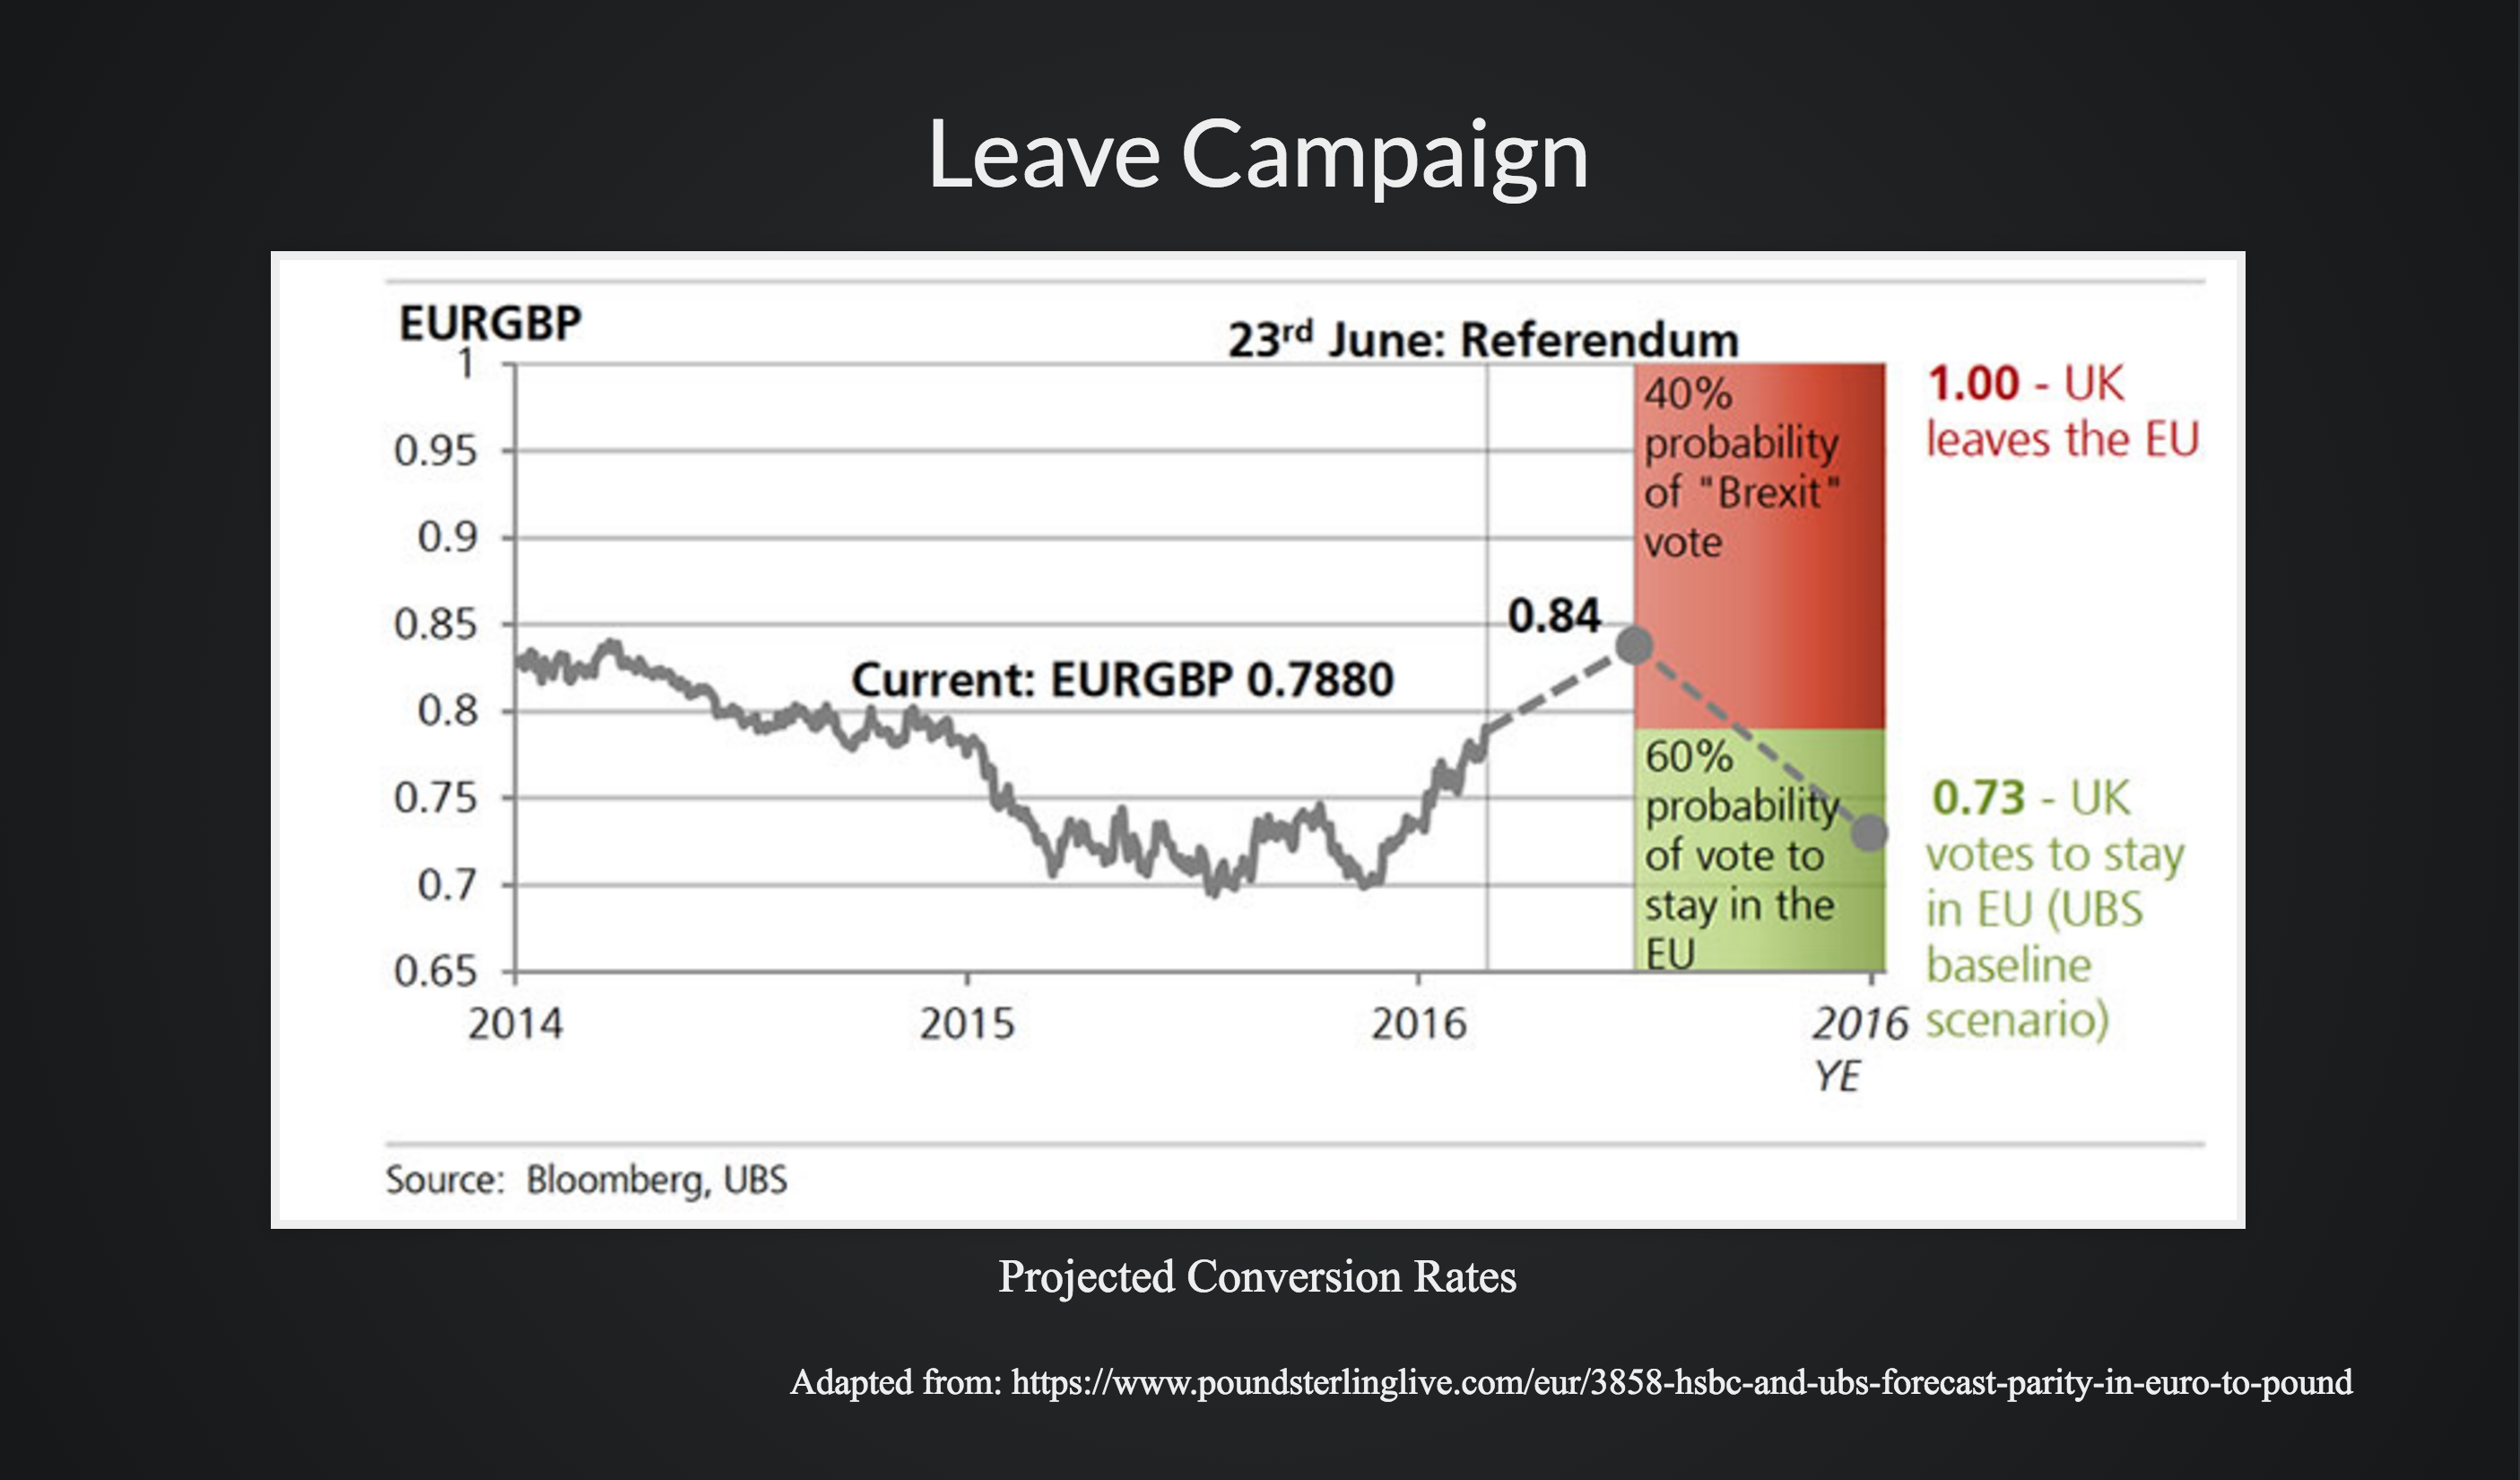 Leave Campaign
EURGBP
23rd June: Referendum
1
0.95
0.9
0.85
0.8
0.75
0.7
0.65
40%
probability
of "Brexit"
vote
1.00 - UK
leaves the EU
0.84
Current: EURGBP 0.7880
60%
probability
of vote to
stay in the
EU
0.73 - UK
votes to stay
in EU (UBS
baseline
scenario)
2014
2015
2016
2016
YE
Source: Bloomberg, UBS
Projected Conversion Rates
Adapted from: https://www.poundsterlinglive.com/eur/3858-hsbc-and-ubs-forecast-parity-in-euro-to-pound